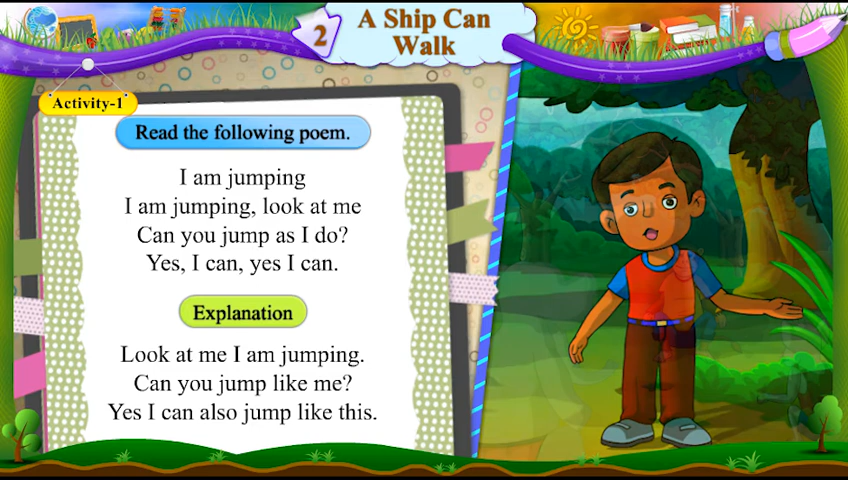 2
A Ship Can
Walk
Activity-1
Read the following poem.
I am jumping
I am jumping, look at me
Can you jump as I do?
Yes, I can, yes I can.
Explanation
Look at me I am jumping.
Can you jump like me?
Yes I can also jump like this.